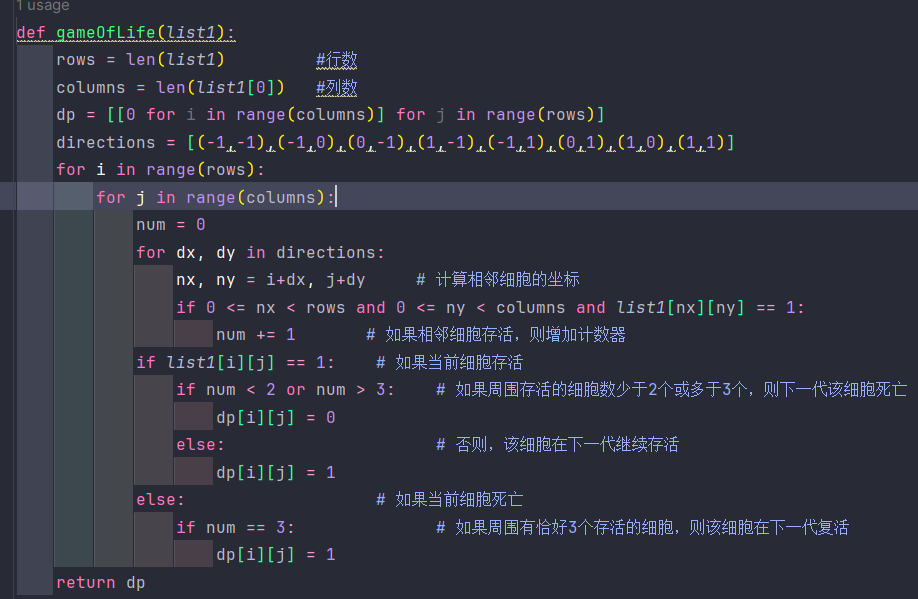 1 usage
def gameOfLife(list1):
    rows = len(list1)         #行数
    columns = len(list1[0])   #列数
    dp = [[0 for i in range(columns)] for j in range(rows)]
    directions = [(-1,-1),(-1,0),(0,-1),(1,-1),(-1,1),(0,1),(1,0),(1,1)]
    for i in range(rows):
        for j in range(columns):
            num = 0
            for dx, dy in directions:
                nx, ny = i+dx, j+dy     # 计算相邻细胞的坐标
                if 0 <= nx < rows and 0 <= ny < columns and list1[nx][ny] == 1:
                    num += 1       # 如果相邻细胞存活，则增加计数器
            if list1[i][j] == 1:    # 如果当前细胞存活
                if num < 2 or num > 3:    # 如果周围存活的细胞数少于2个或多于3个，则下一代该细胞死亡
                    dp[i][j] = 0
                else:                     # 否则，该细胞在下一代继续存活
                    dp[i][j] = 1
            else:                   # 如果当前细胞死亡
                if num == 3:              # 如果周围有恰好3个存活的细胞，则该细胞在下一代复活
                    dp[i][j] = 1
    return dp